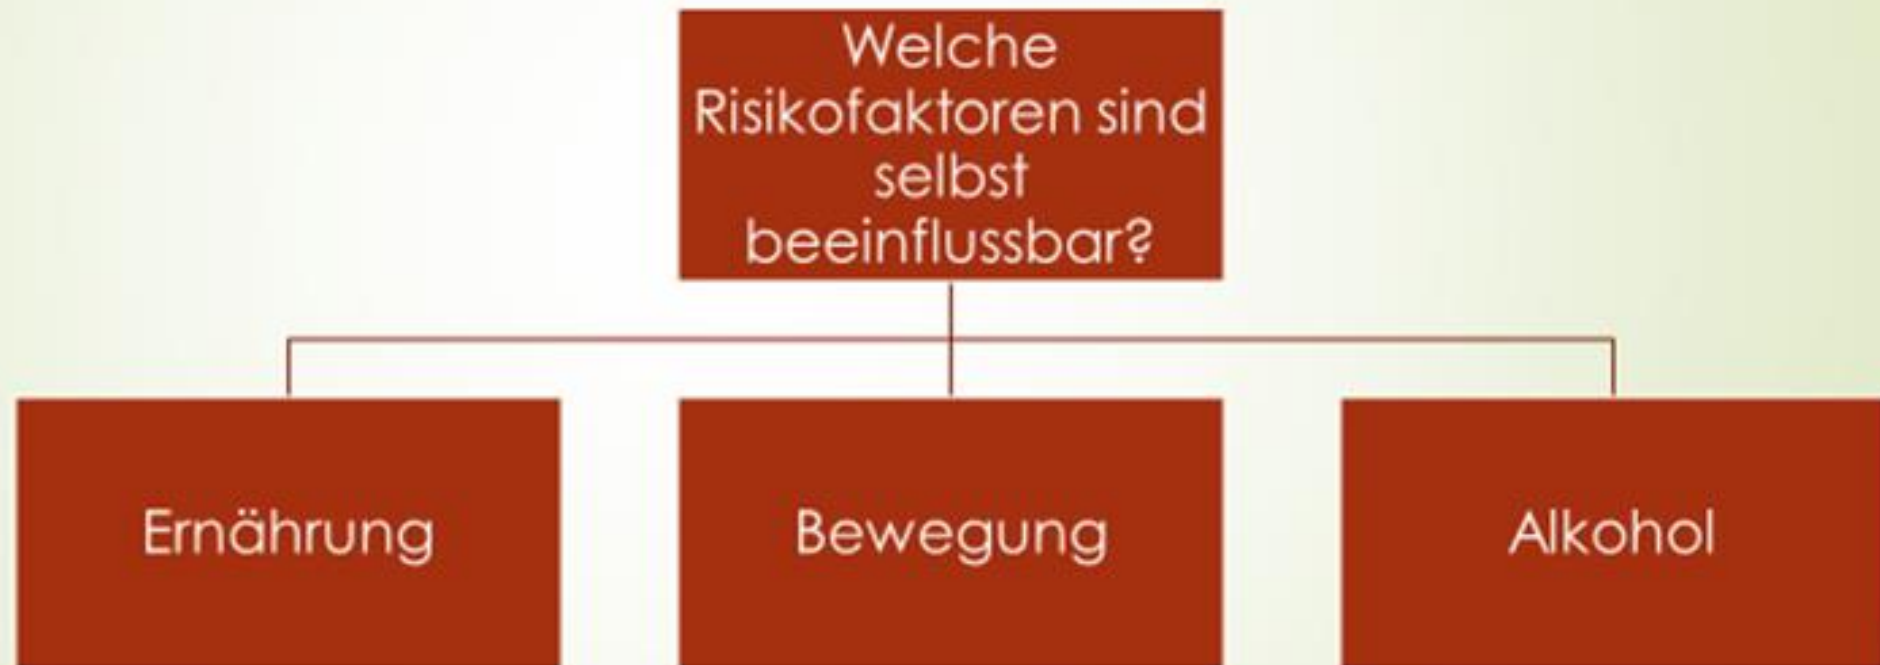 Welche
Risikofaktoren sind
selbst
beeinflussbar?
Ernährung
Bewegung
Alkohol